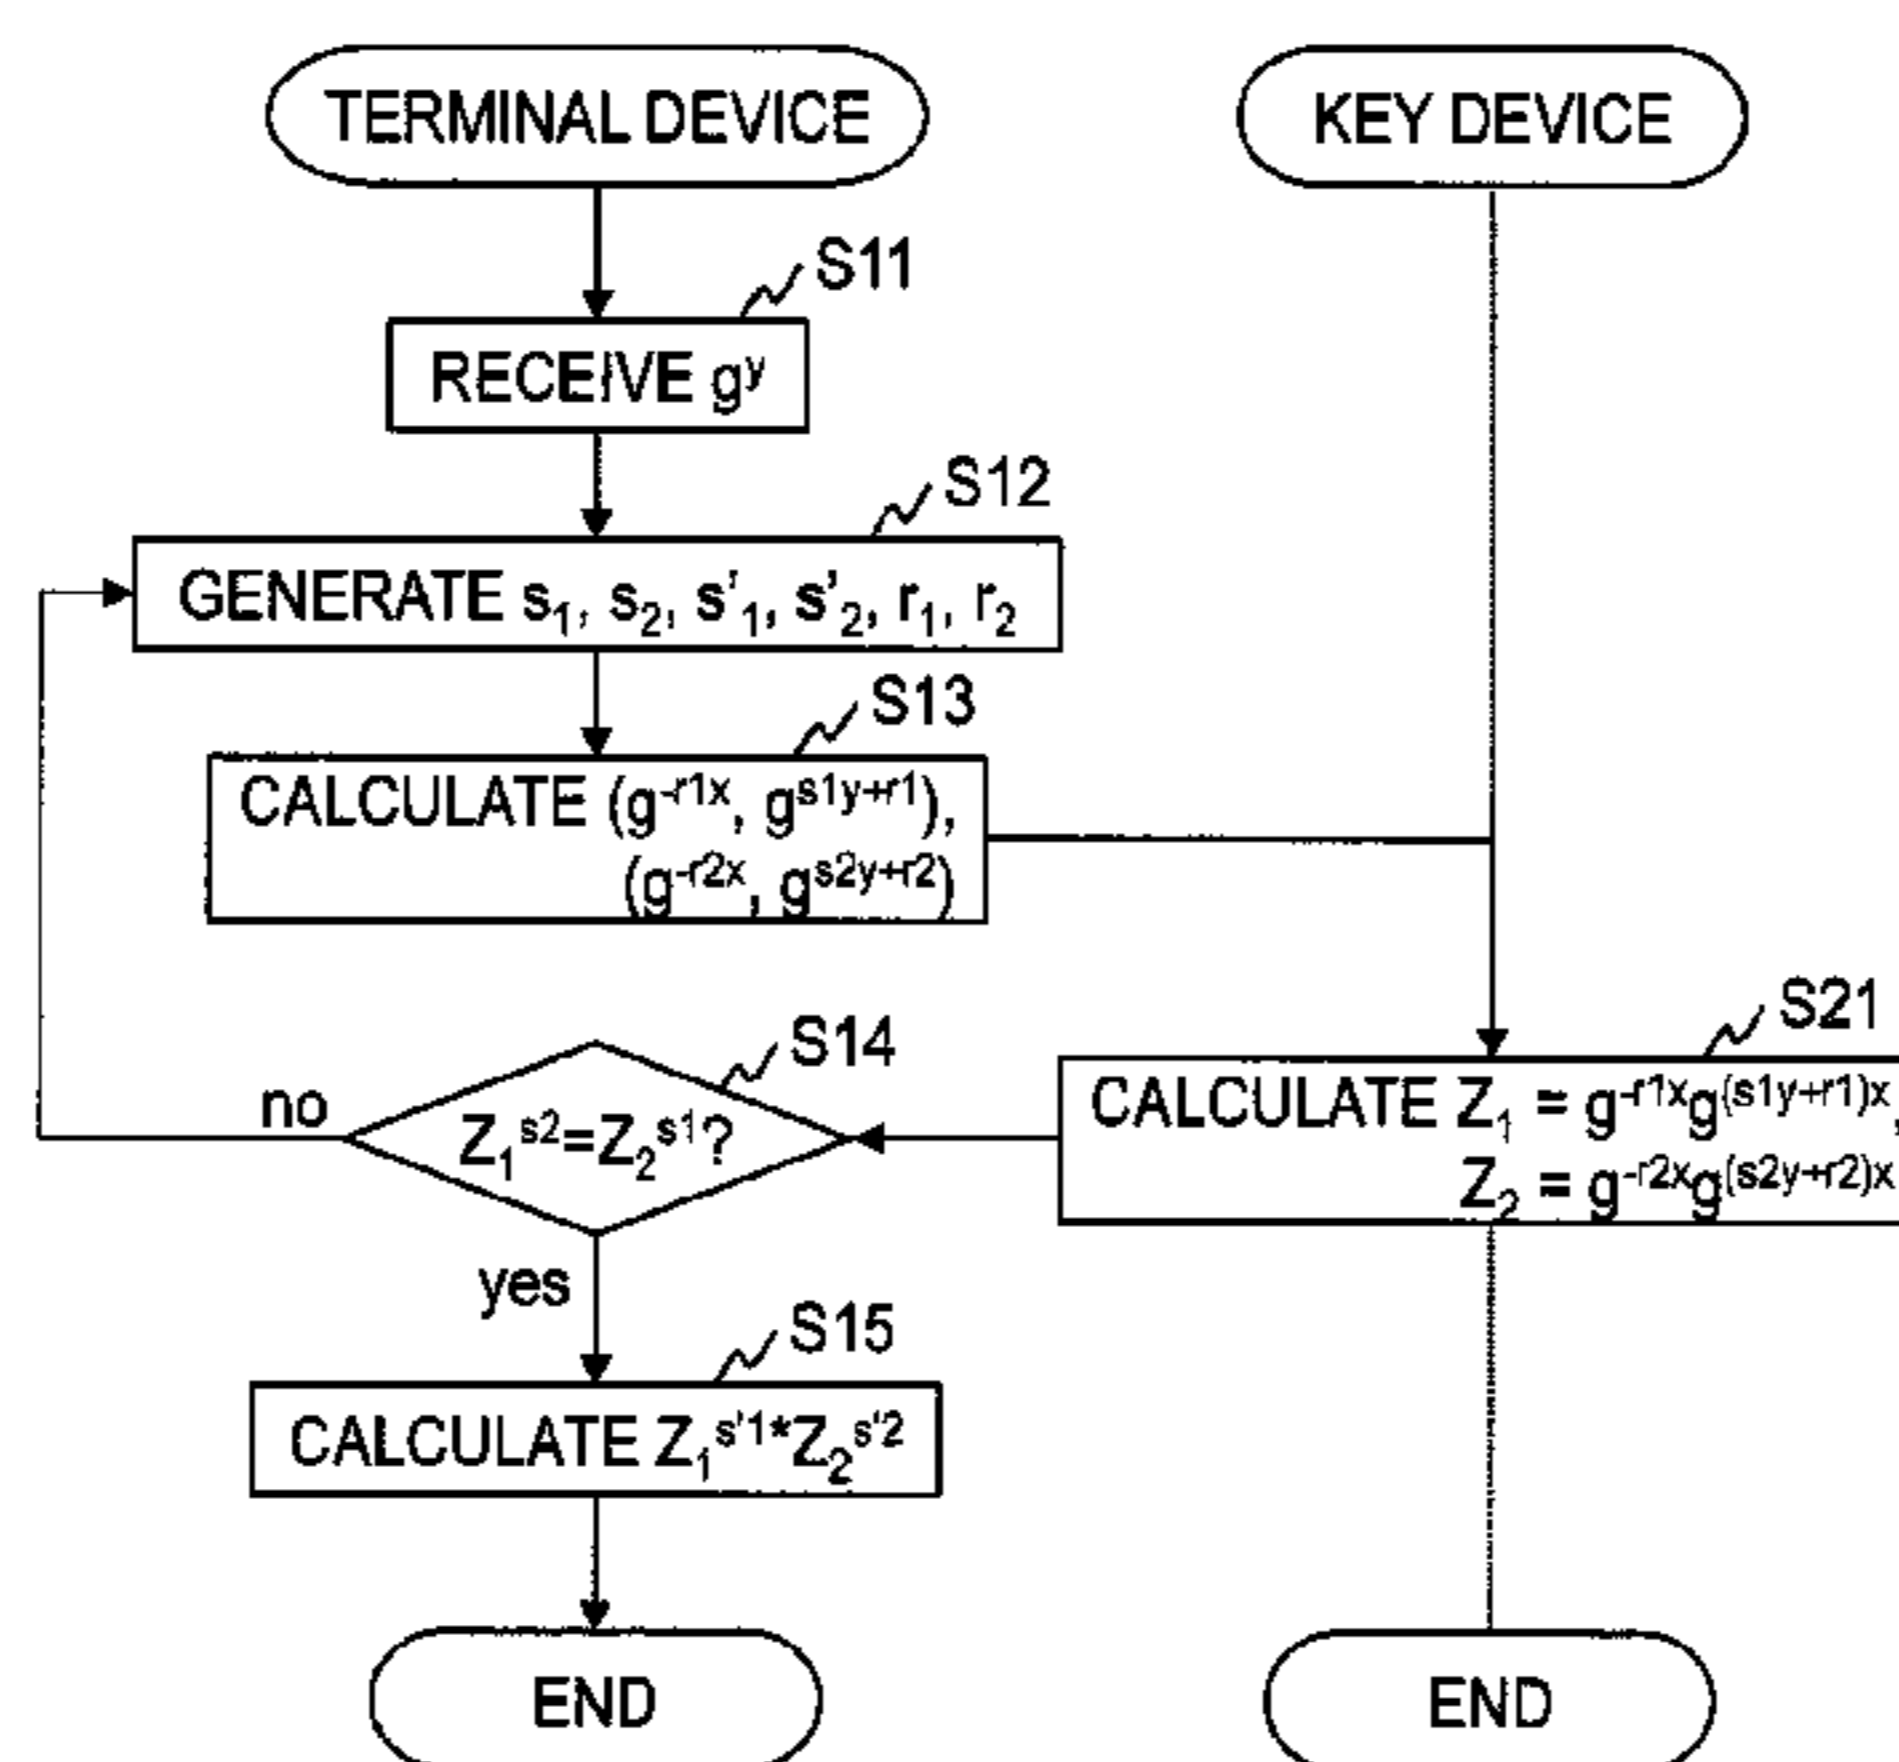 TERMINAL DEVICE
KEY DEVICE
S11
RECEIVE g^y
S12
GENERATE s₁, s₂, s'₁, s'₂, r₁, r₂
S13
CALCULATE (g^-r1x, g^s1y+r1),
(g^-r2x, g^s2y+r2)
S21
CALCULATE Z₁ = g^-r1xg^(s1y+r1)x,
Z₂ = g^-r2xg^(s2y+r2)x
S14
no
Z₁^s2=Z₂^s1?
yes
S15
CALCULATE Z₁^s'1*Z₂^s'2
END
END